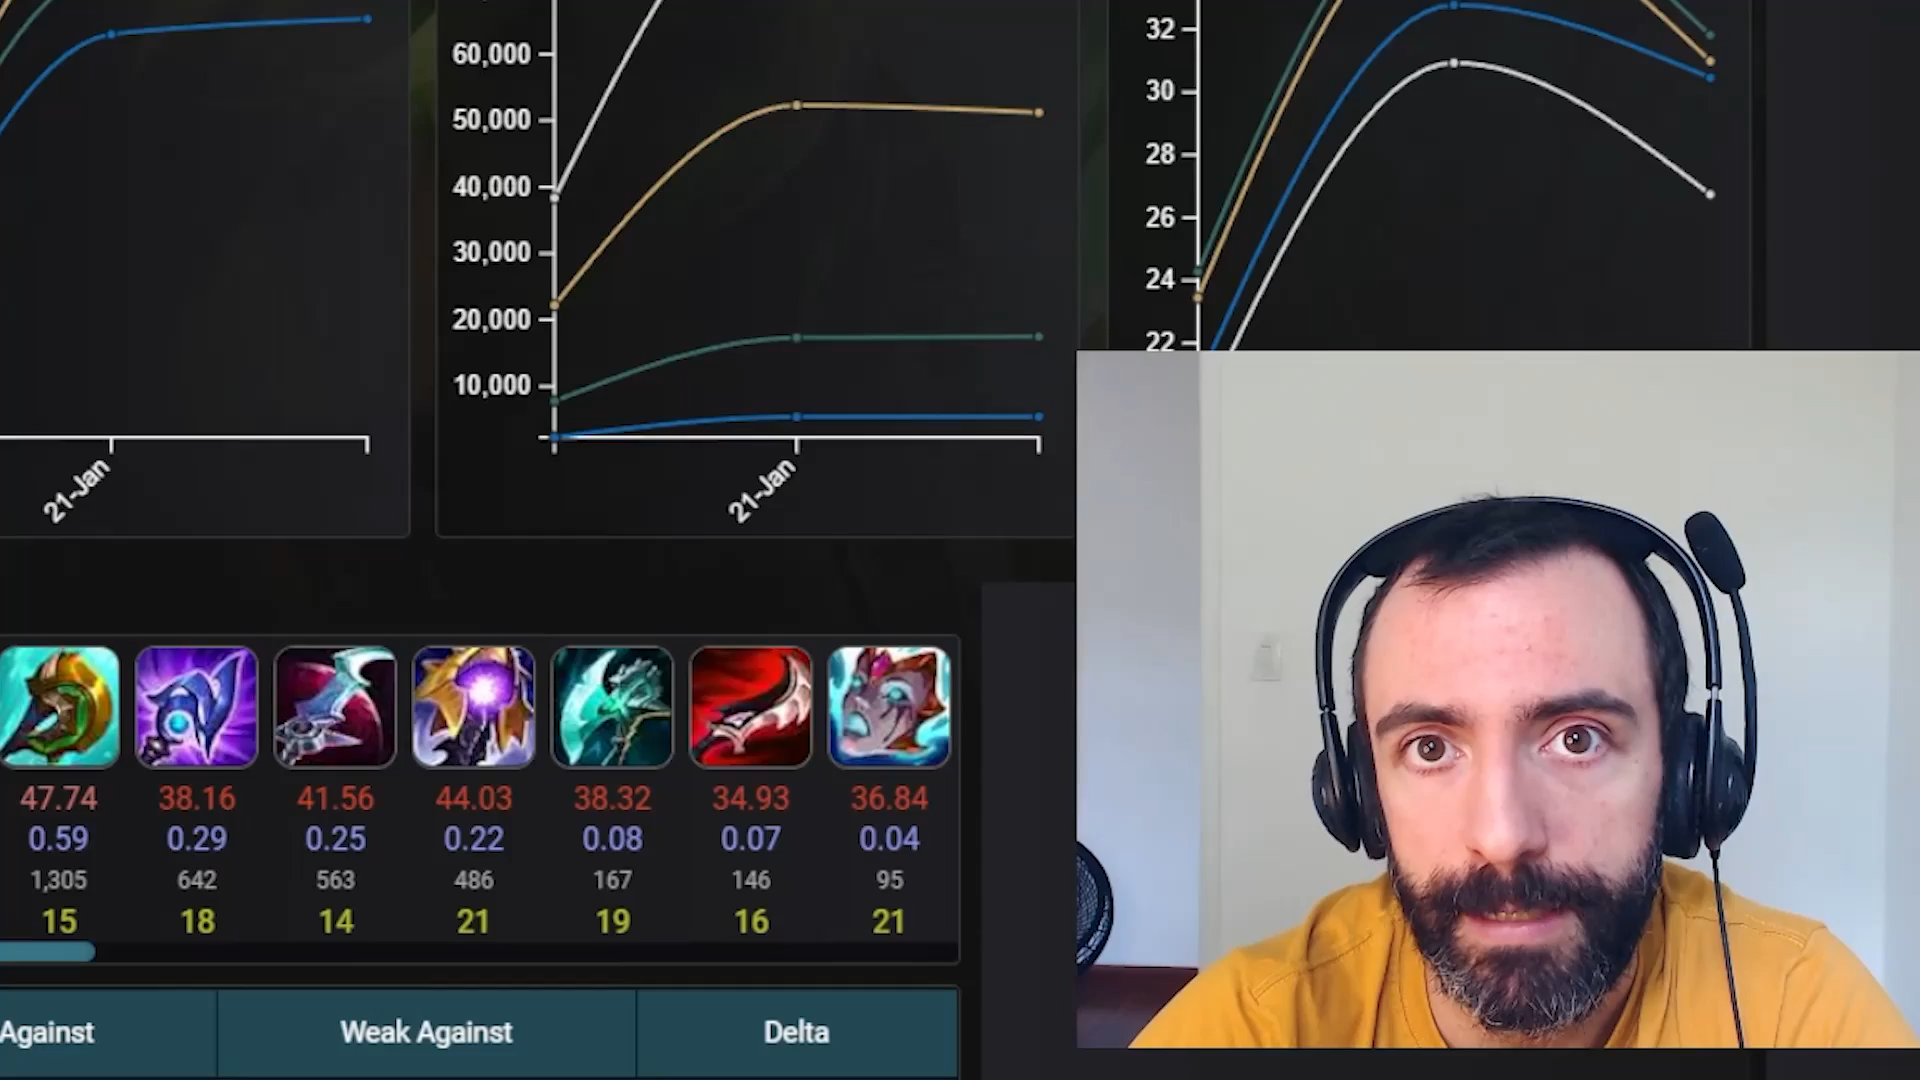 60,000
50,000
40,000
30,000
20,000
10,000
21-Jan
21-Jan
32
30
28
26
24
22
47.74 38.16 41.56 44.03 38.32 34.93 36.84
0.59 0.29 0.25 0.22 0.08 0.07 0.04
1,305 642 563 486 167 146 95
15 18 14 21 19 16 21
Against Weak Against Delta